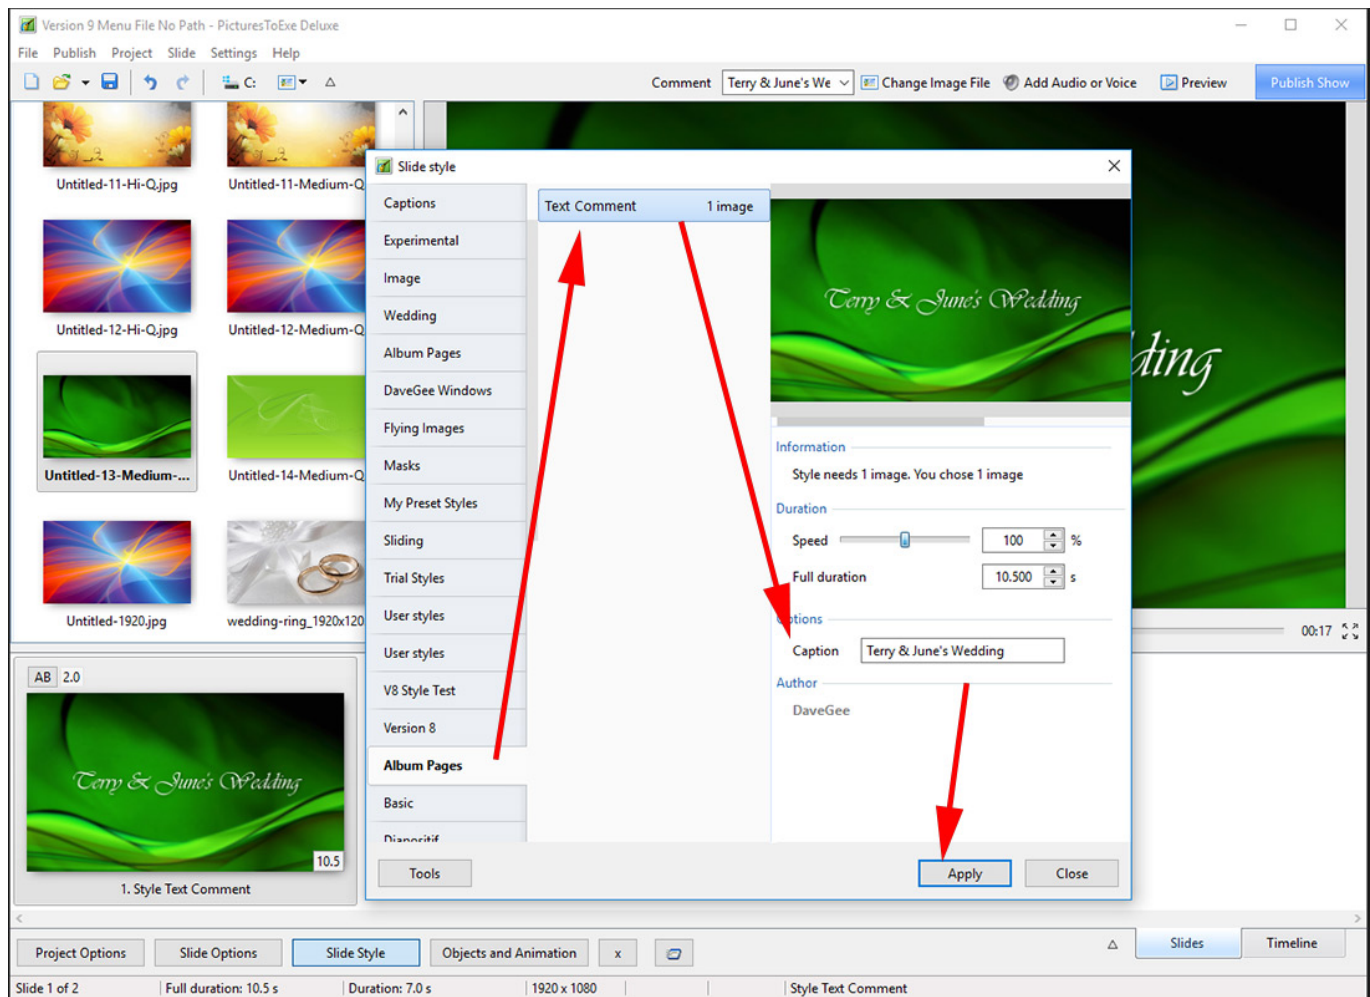 Version 9 Menu File No Path - PicturesToExe Deluxe
File Publish Project Slide Settings Help
C: Comment Terry & June's We Change Image File Add Audio or Voice Preview Publish Show
Untitled-11-Hi-Q.jpg Untitled-11-Medium-Q
Untitled-12-Hi-Q.jpg Untitled-12-Medium-Q
Untitled-13-Medium-... Untitled-14-Medium-Q
Untitled-1920.jpg wedding-ring_1920x120
Slide style
Captions
Experimental
Image
Wedding
Album Pages
DaveGee Windows
Flying Images
Masks
My Preset Styles
Sliding
Trial Styles
User styles
User styles
V8 Style Test
Version 8
Album Pages
Basic
Diapositif
Text Comment 1 image
Terry & June's Wedding
Information
Style needs 1 image. You chose 1 image
Duration
Speed 100 %
Full duration 10.500 s
Options
Caption Terry & June's Wedding
Author
DaveGee
Tools Apply Close
dding
00:17
AB 2.0
Terry & June's Wedding
10.5
1. Style Text Comment
Project Options Slide Options Slide Style Objects and Animation x Slides Timeline
Slide 1 of 2 Full duration: 10.5 s Duration: 7.0 s 1920 x 1080 Style Text Comment